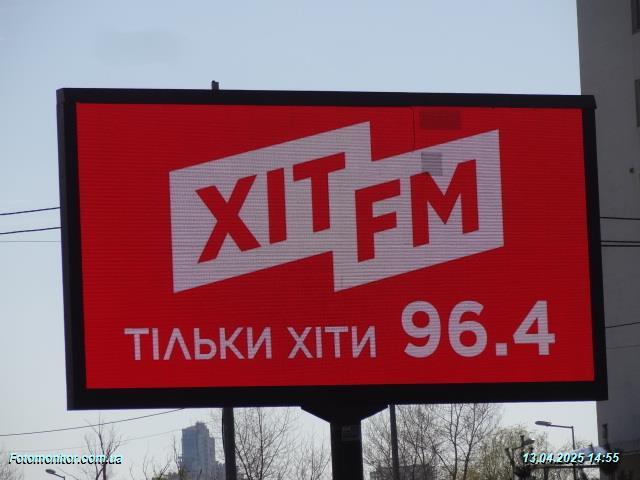 ХІТ FM
ТІЛЬКИ ХІТИ 96.4
Fotomonitor.com.ua
13.04.2025 14:55